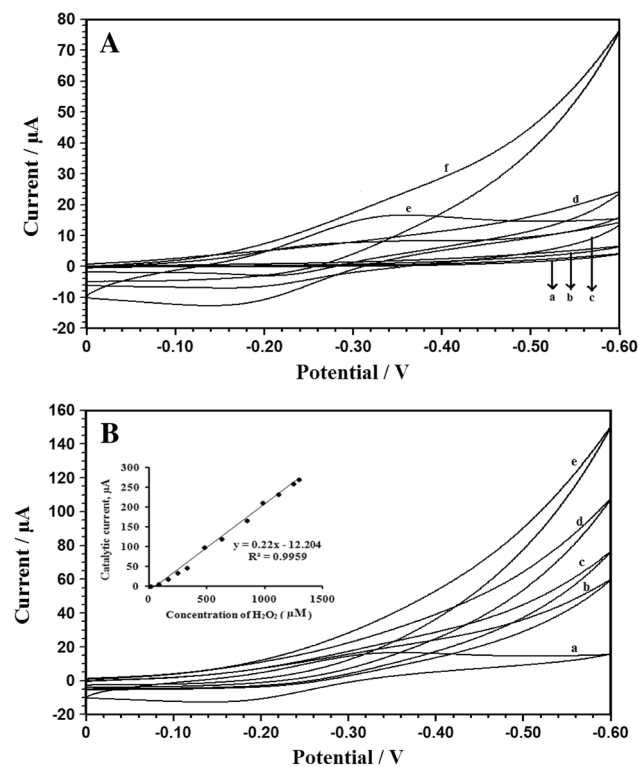 A
80
70
60
50
40
30
20
10
0
-10
-20
Current / µA
f
e
d
a
b
c
0
-0.10
-0.20
-0.30
-0.40
-0.50
-0.60
Potential / V
B
160
140
120
100
80
60
40
20
0
-20
Current / µA
300
250
200
150
100
50
0
Catalytic current, µA
y = 0.22x - 12.204
R² = 0.9959
0
500
1000
1500
Concentration of H₂O₂ ( µM)
e
d
c
b
a
0
-0.10
-0.20
-0.30
-0.40
-0.50
-0.60
Potential / V